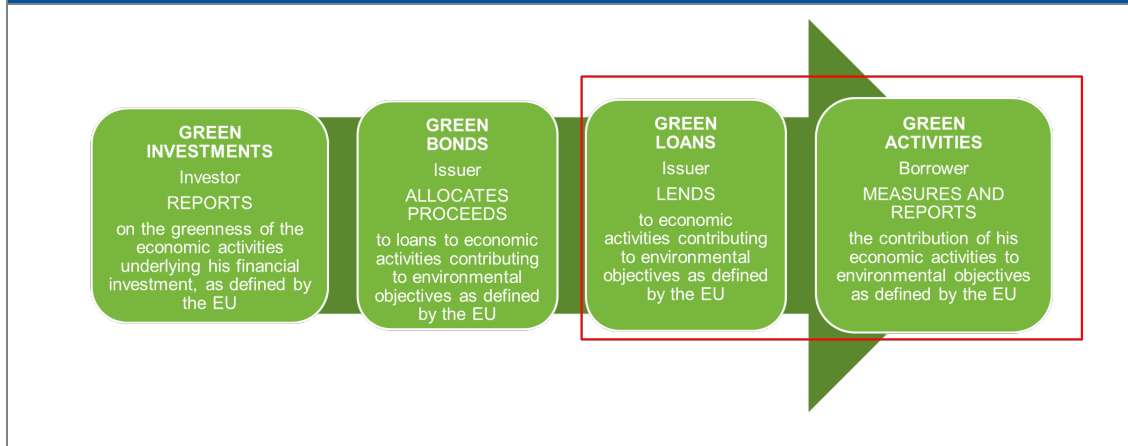 GREEN
INVESTMENTS
Investor
REPORTS
on the greenness of the
economic activities
underlying his financial
investment, as defined by
the EU
GREEN
BONDS
Issuer
ALLOCATES
PROCEEDS
to loans to economic
activities contributing
to environmental
objectives as defined
by the EU
GREEN
LOANS
Issuer
LENDS
to economic
activities contributing
to environmental
objectives as defined
by the EU
GREEN
ACTIVITIES
Borrower
MEASURES AND
REPORTS
the contribution of his
economic activities to
environmental objectives
as defined by the EU